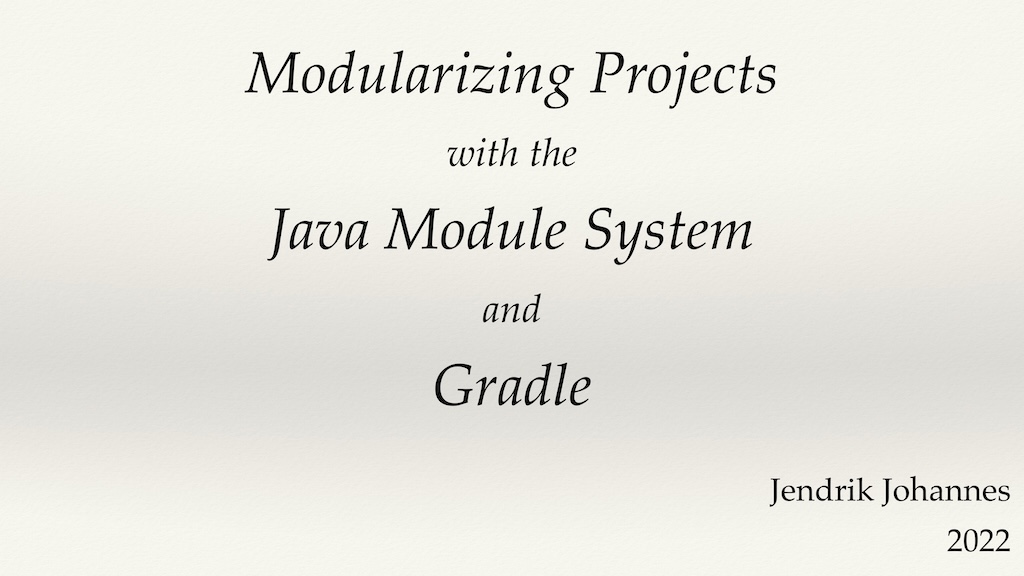 Modularizing Projects
with the
Java Module System
and
Gradle
Jendrik Johannes
2022